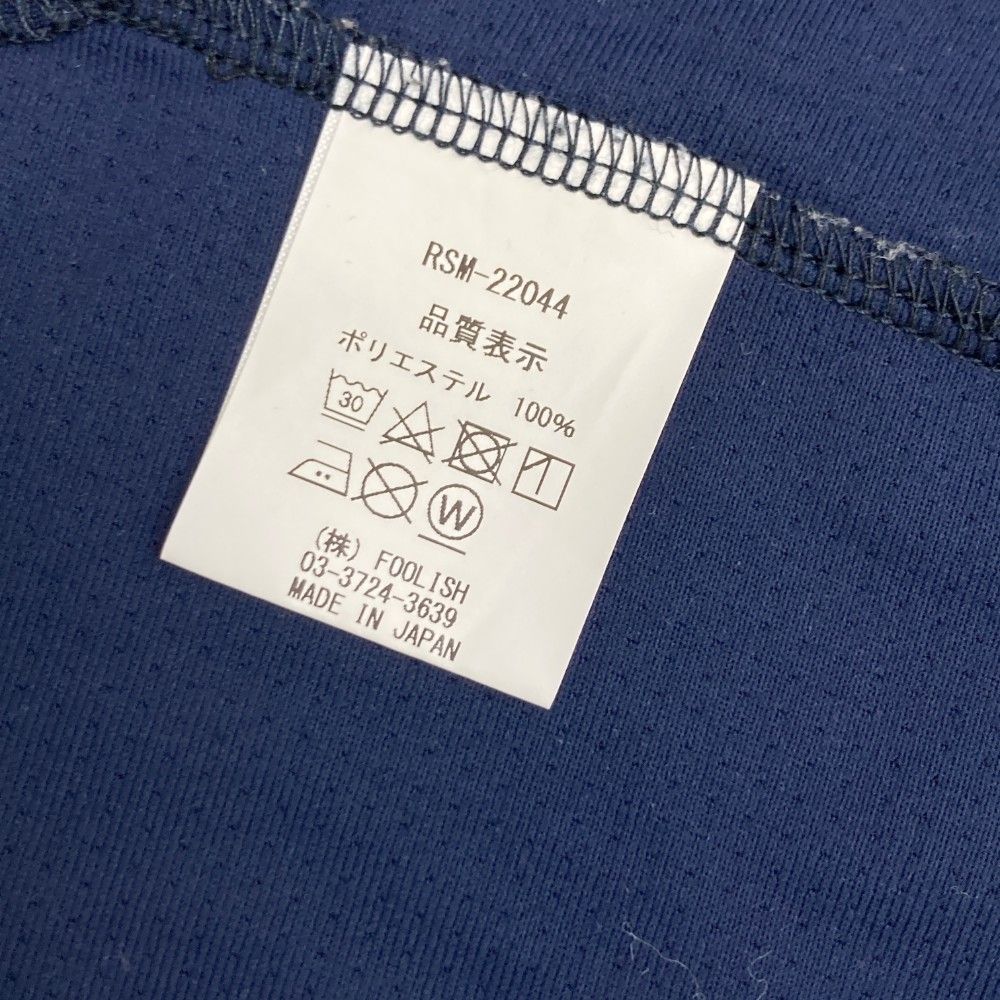 RSM-22044
品質表示
ポリエステル 100%
30
W
(株) FOOLISH
03-3724-3639
MADE IN JAPAN